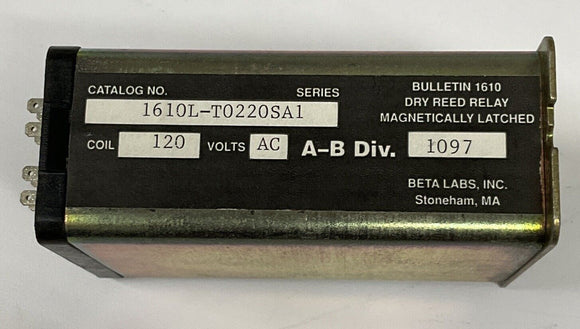 CATALOG NO. SERIES
1610L-T0220SA1
COIL 120 VOLTS AC
BULLETIN 1610
DRY REED RELAY
MAGNETICALLY LATCHED
A-B Div. 1097
BETA LABS, INC.
Stoneham, MA